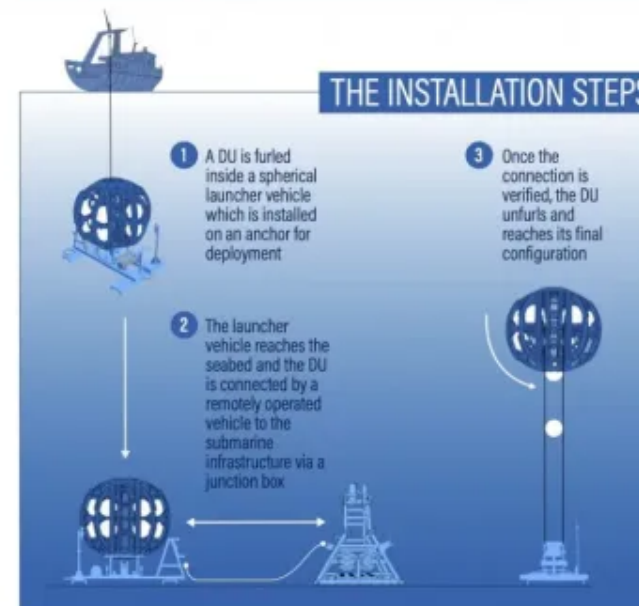 THE INSTALLATION STEPS
1 A DU is furled
inside a spherical
launcher vehicle
which is installed
on an anchor for
deployment
2 The launcher
vehicle reaches the
seabed and the DU
is connected by a
remotely operated
vehicle to the
submarine
infrastructure via a
junction box
3 Once the
connection is
verified, the DU
unfurls and
reaches its final
configuration